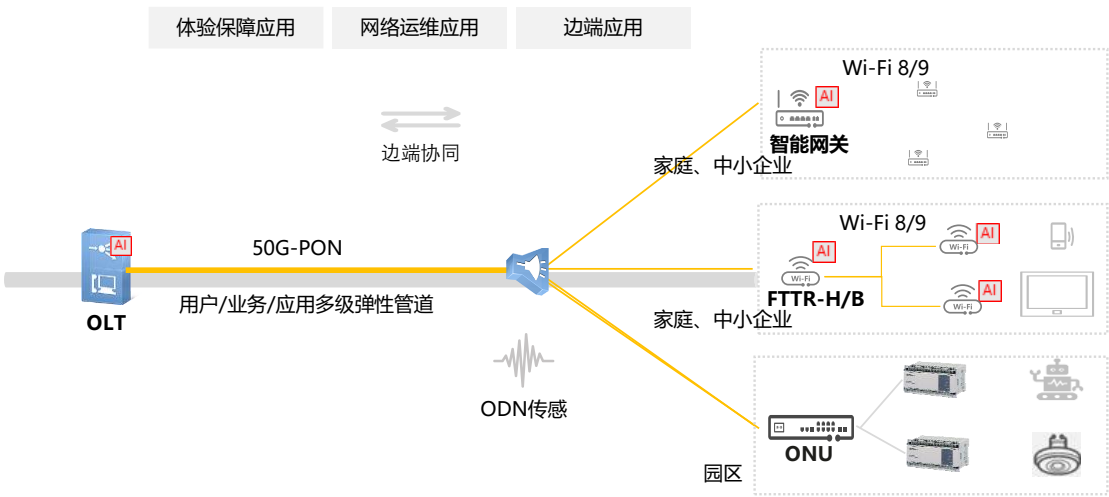 体验保障应用
网络运维应用
边端应用
Wi-Fi 8/9
AI
智能网关
边端协同
家庭、中小企业
Wi-Fi 8/9
AI
Wi-Fi
AI
Wi-Fi
AI
Wi-Fi
FTTR-H/B
AI
OLT
50G-PON
用户/业务/应用多级弹性管道
家庭、中小企业
ODN传感
ONU
园区